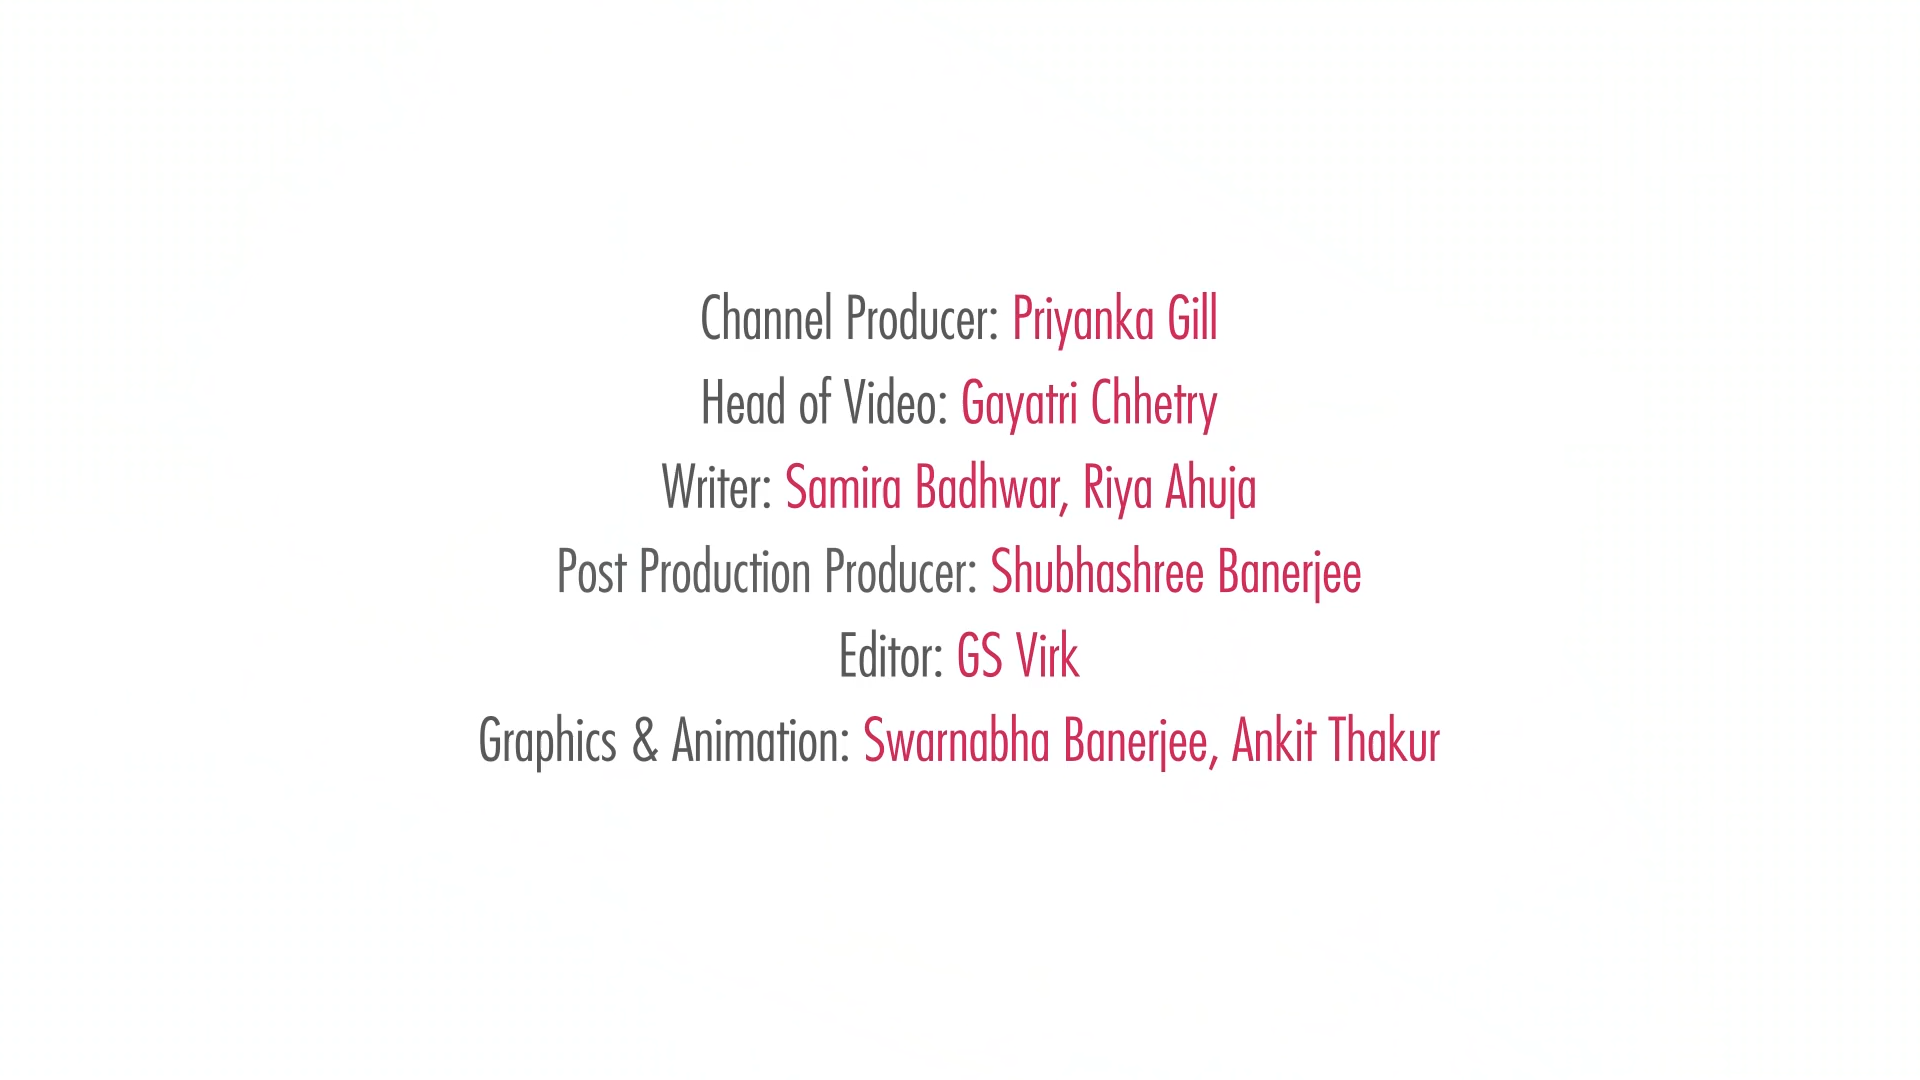 Channel Producer: Priyanka Gill
Head of Video: Gayatri Chhetry
Writer: Samira Badhwar, Riya Ahuja
Post Production Producer: Shubhashree Banerjee
Editor: GS Virk
Graphics & Animation: Swarnabha Banerjee, Ankit Thakur